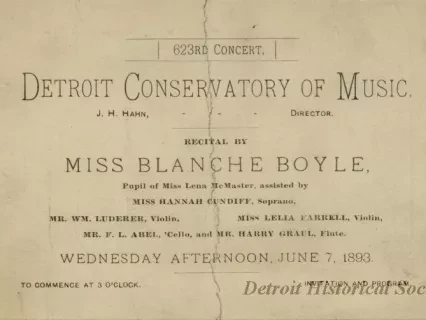 623RD CONCERT.
DETROIT CONSERVATORY OF MUSIC.
J. H. HAHN, - - - DIRECTOR.
RECITAL BY
MISS BLANCHE BOYLE,
Pupil of Miss Lena McMaster, assisted by
MISS HANNAH CUNDIFF, Soprano,
MR. WM. LUDERER, Violin, MISS LELIA FARRELL, Violin,
MR. F. L. ABEL, 'Cello, and MR. HARRY GRAUL, Flute.
WEDNESDAY AFTERNOON, JUNE 7, 1893.
TO COMMENCE AT 3 O'CLOCK. INVITATION AND PROGRAM.
Detroit Historical Soc